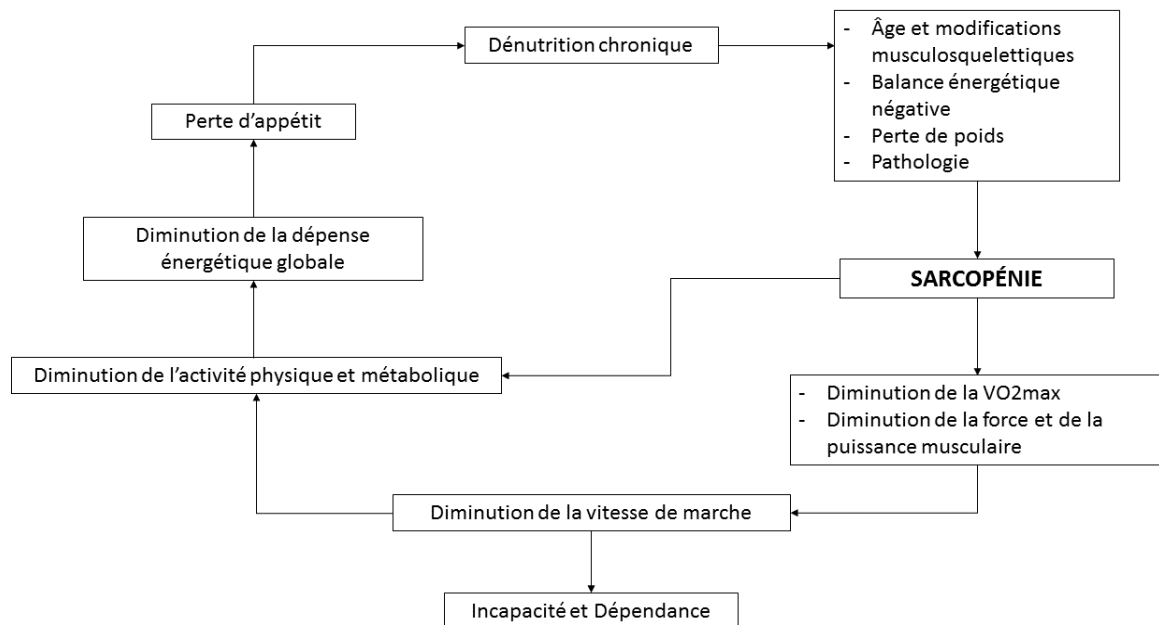 Dénutrition chronique
- Âge et modifications
musculosquelettiques
- Balance énergétique
négative
- Perte de poids
- Pathologie
Perte d’appétit
Diminution de la dépense
énergétique globale
SARCOPÉNIE
Diminution de l’activité physique et métabolique
- Diminution de la VO2max
- Diminution de la force et de la
puissance musculaire
Diminution de la vitesse de marche
Incapacité et Dépendance